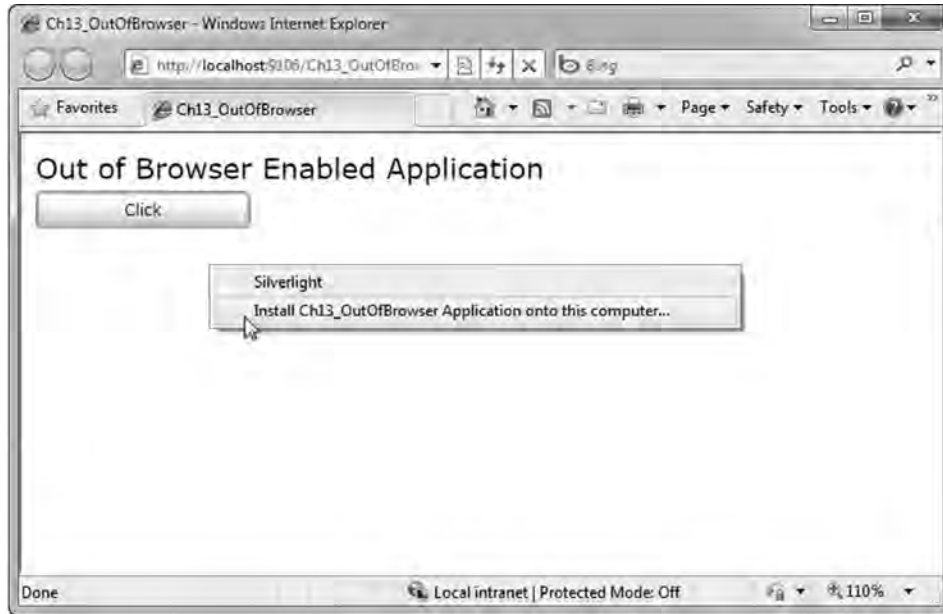 Ch13_OutOfBrowser - Windows Internet Explorer
http://localhost:9106/Ch13_OutOfBro
Bing
Favorites
Ch13_OutOfBrowser
Page
Safety
Tools
Out of Browser Enabled Application
Click
Silverlight
Install Ch13_OutOfBrowser Application onto this computer...
Done
Local intranet | Protected Mode: Off
110%